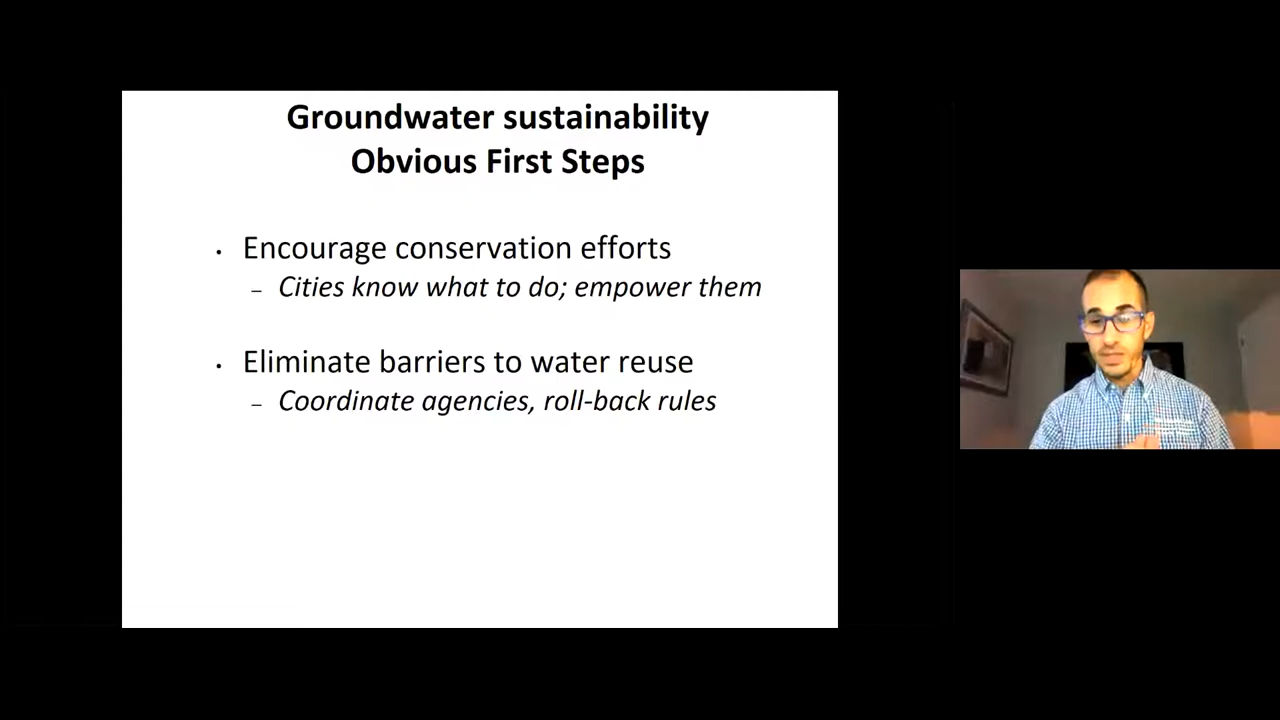 Groundwater sustainability
Obvious First Steps
• Encourage conservation efforts
– Cities know what to do; empower them
• Eliminate barriers to water reuse
– Coordinate agencies, roll-back rules